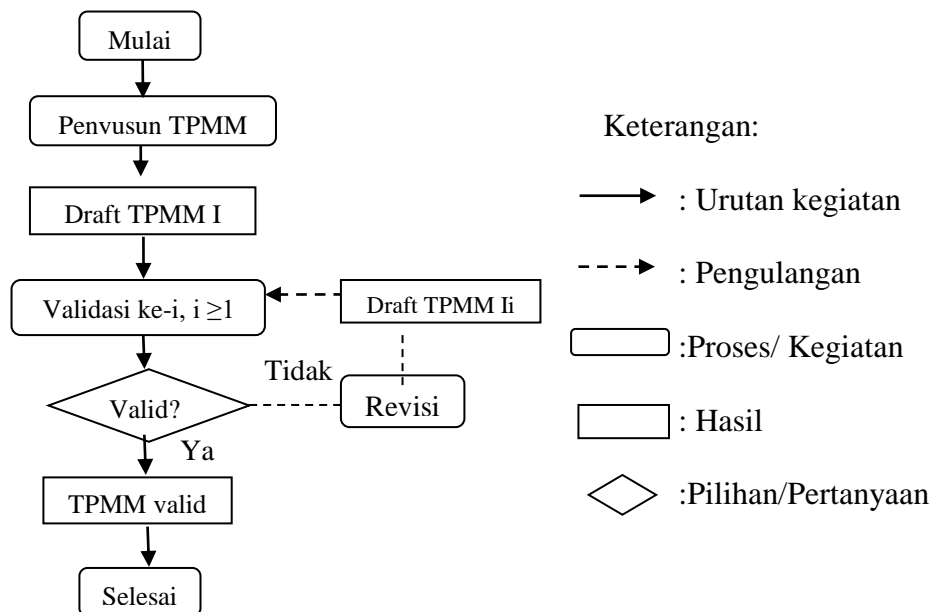 Mulai
Penvusun TPMM
Draft TPMM I
Validasi ke-i, i ≥1
Draft TPMM Ii
Tidak
Revisi
Valid?
Ya
TPMM valid
Selesai
Keterangan:
: Urutan kegiatan
: Pengulangan
:Proses/ Kegiatan
: Hasil
:Pilihan/Pertanyaan